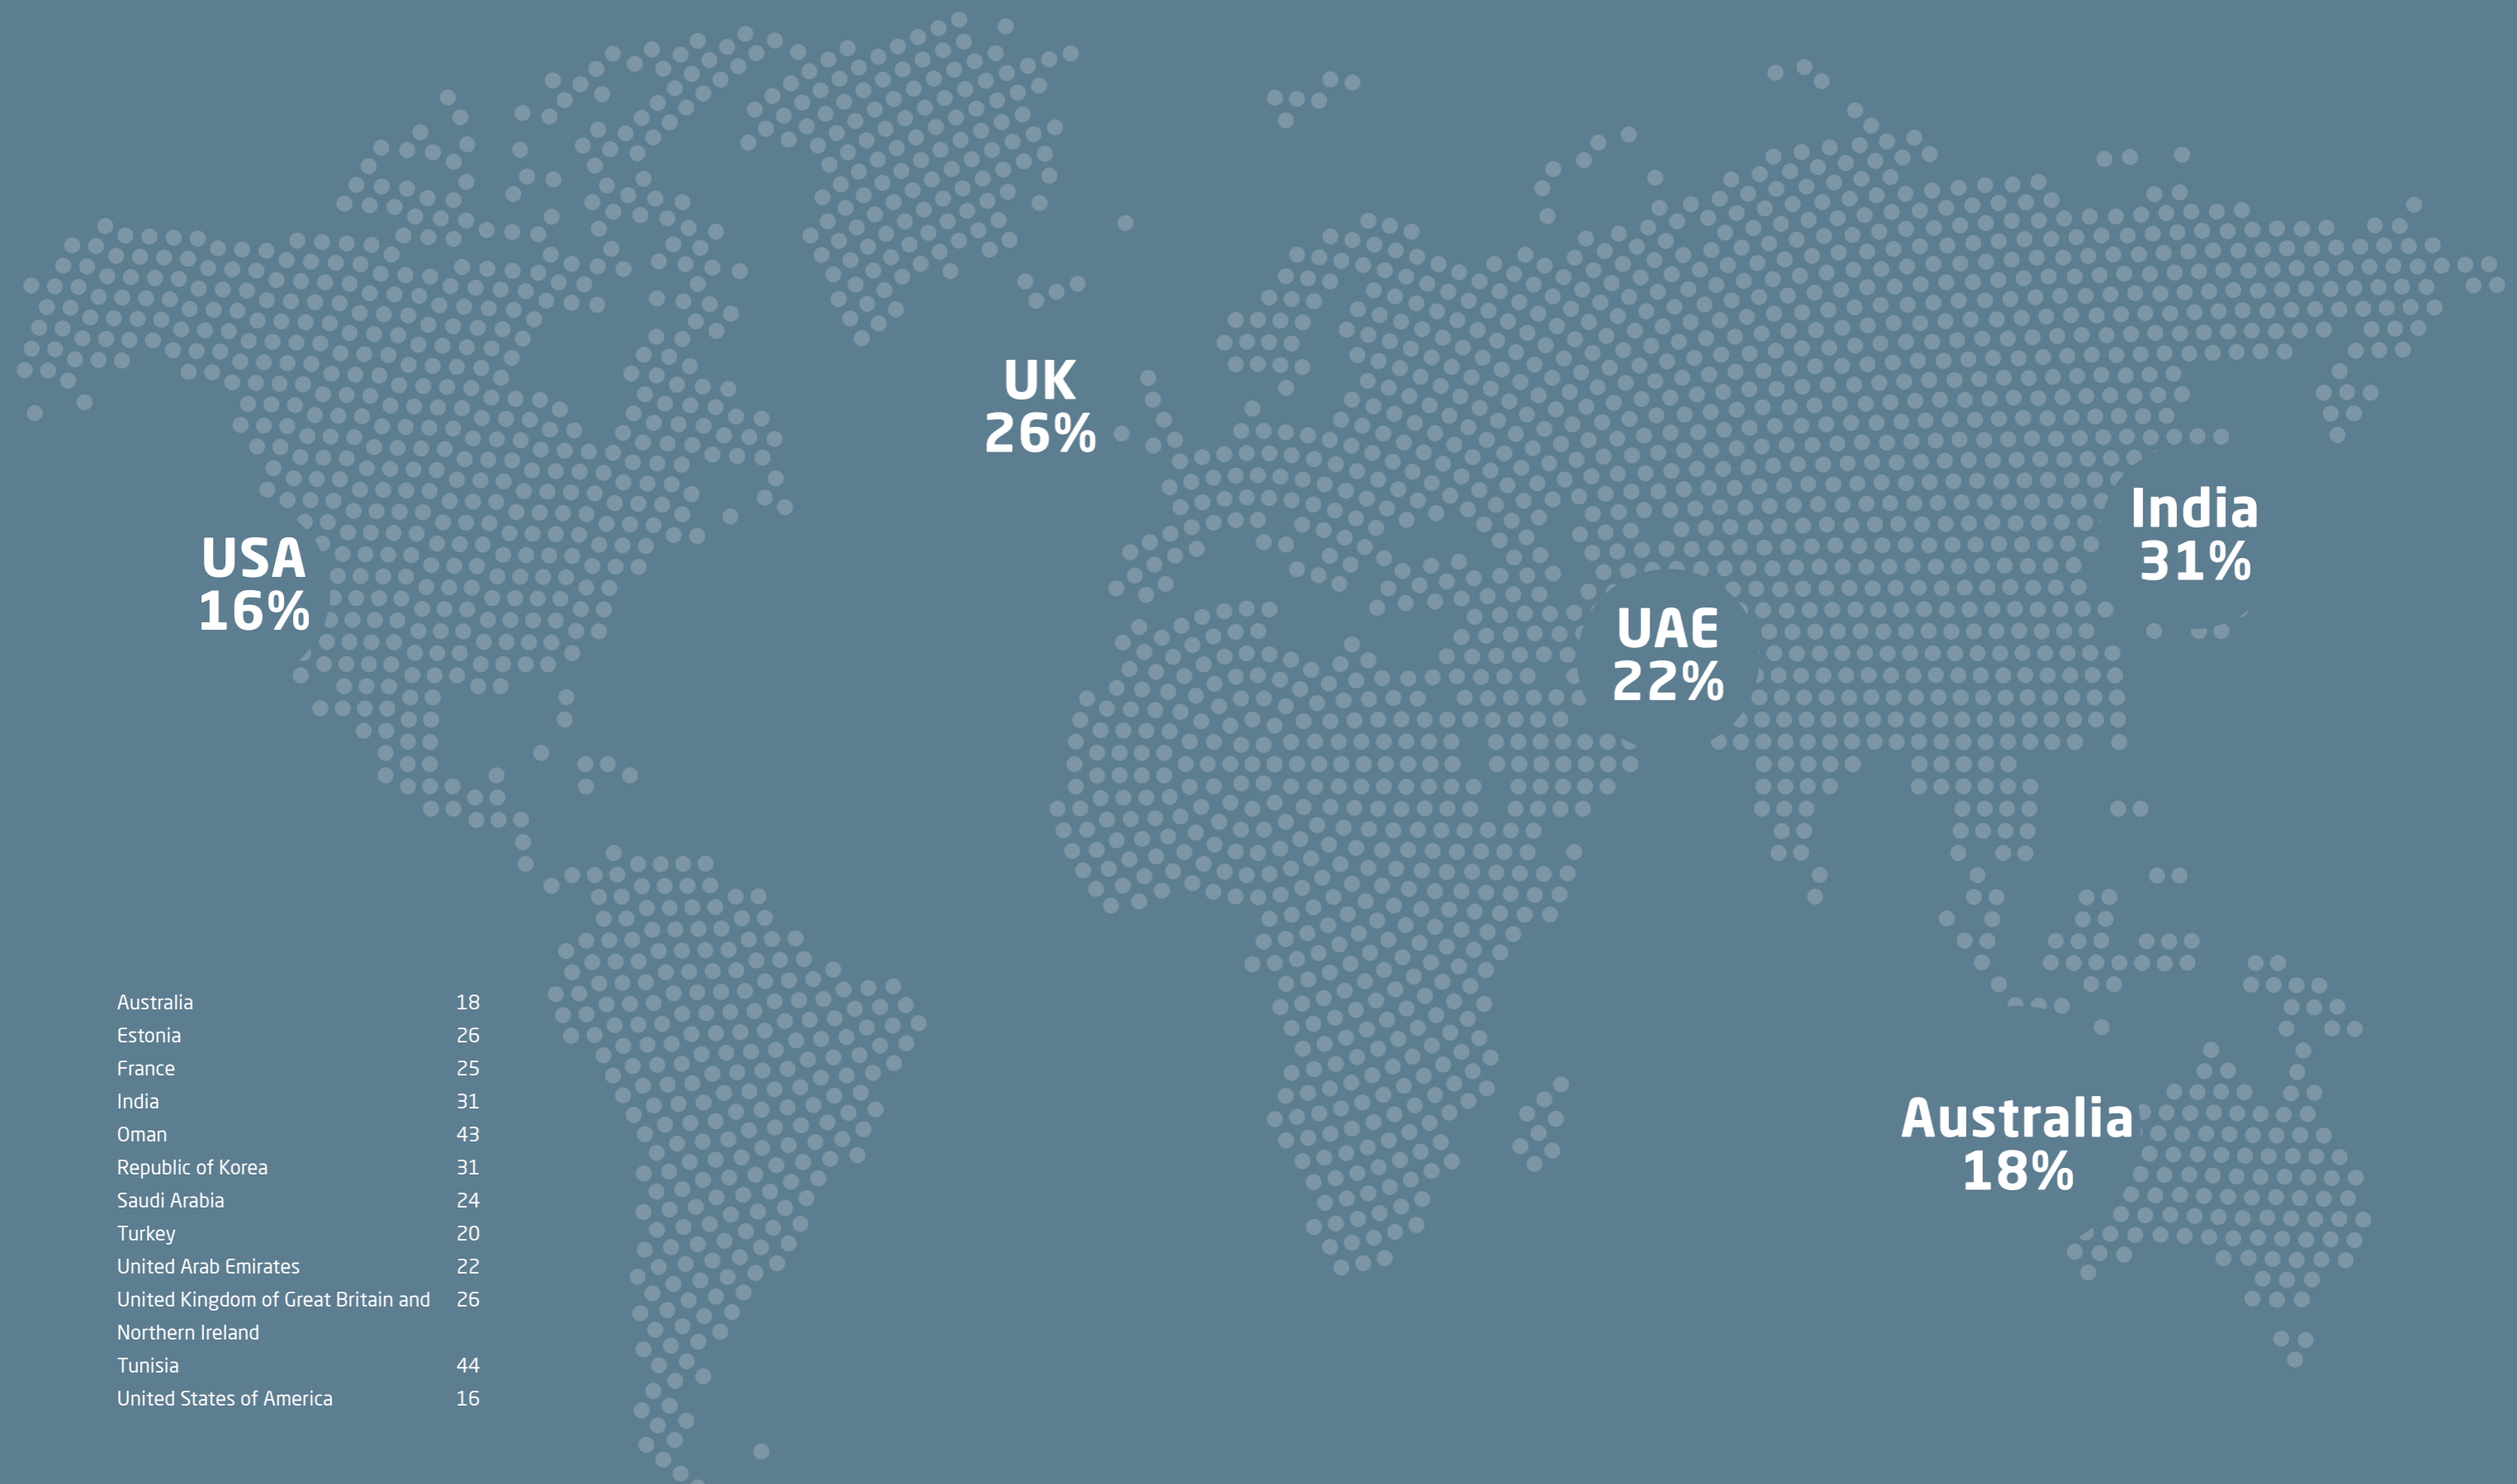 UK
26%
India
31%
USA
16%
UAE
22%
Australia 18
Estonia 26
France 25
India 31
Oman 43
Republic of Korea 31
Saudi Arabia 24
Turkey 20
United Arab Emirates 22
United Kingdom of Great Britain and 26
Northern Ireland
Tunisia 44
United States of America 16
Australia
18%